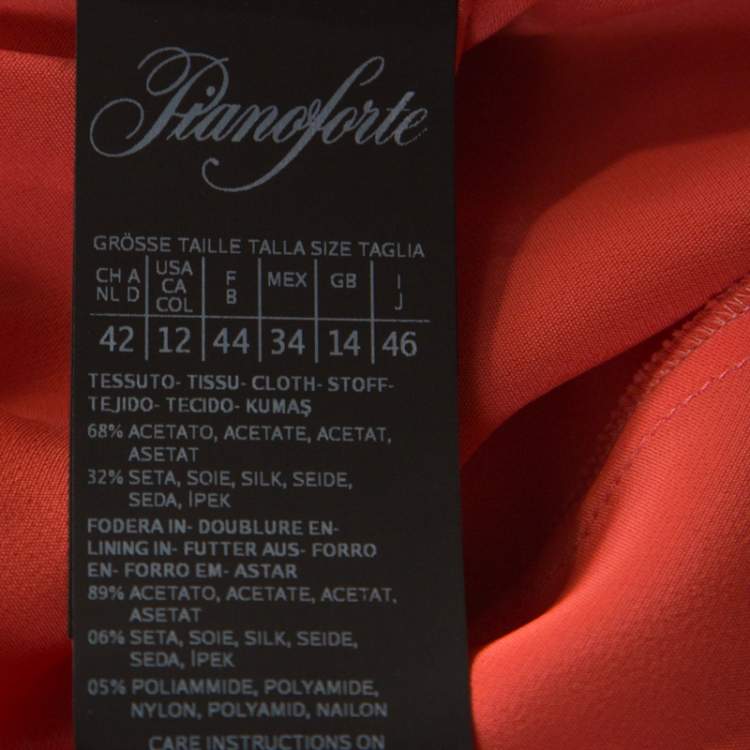 Pianoforte
GRÖSSE TAILLE TALLA SIZE TAGLIA
CH A USA F MEX GB I
NL D CA B J
COL
42 12 44 34 14 46
TESSUTO- TISSU- CLOTH- STOFF-
TEJIDO- TECIDO- KUMAŞ
68% ACETATO, ACETATE, ACETAT,
ASETAT
32% SETA, SOIE, SILK, SEIDE,
SEDA, İPEK
FODERA IN- DOUBLURE EN-
LINING IN- FUTTER AUS- FORRO
EN- FORRO EM- ASTAR
89% ACETATO, ACETATE, ACETAT,
ASETAT
06% SETA, SOIE, SILK, SEIDE,
SEDA, İPEK
05% POLIAMMIDE, POLYAMIDE,
NYLON, POLYAMID, NAILON
CARE INSTRUCTIONS ON